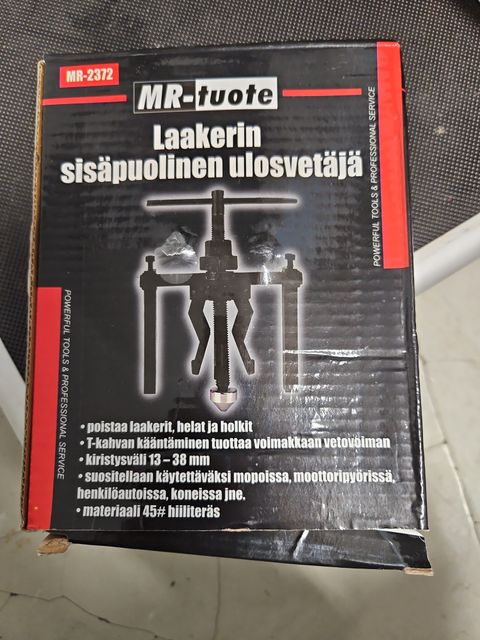 MR-2372
MR-tuote
Laakerin
sisäpuolinen ulosvetäjä
POWERFUL TOOLS & PROFESSIONAL SERVICE
POWERFUL TOOLS & PROFESSIONAL SERVICE
• poistaa laakerit, helat ja holkit
• T-kahvan kääntäminen tuottaa voimakkaan vetovoiman
• kiristysväli 13 – 38 mm
• suositellaan käytettäväksi mopoissa, moottoripyörissä,
henkilöautoissa, koneissa jne.
• materiaali 45# hiiliteräs